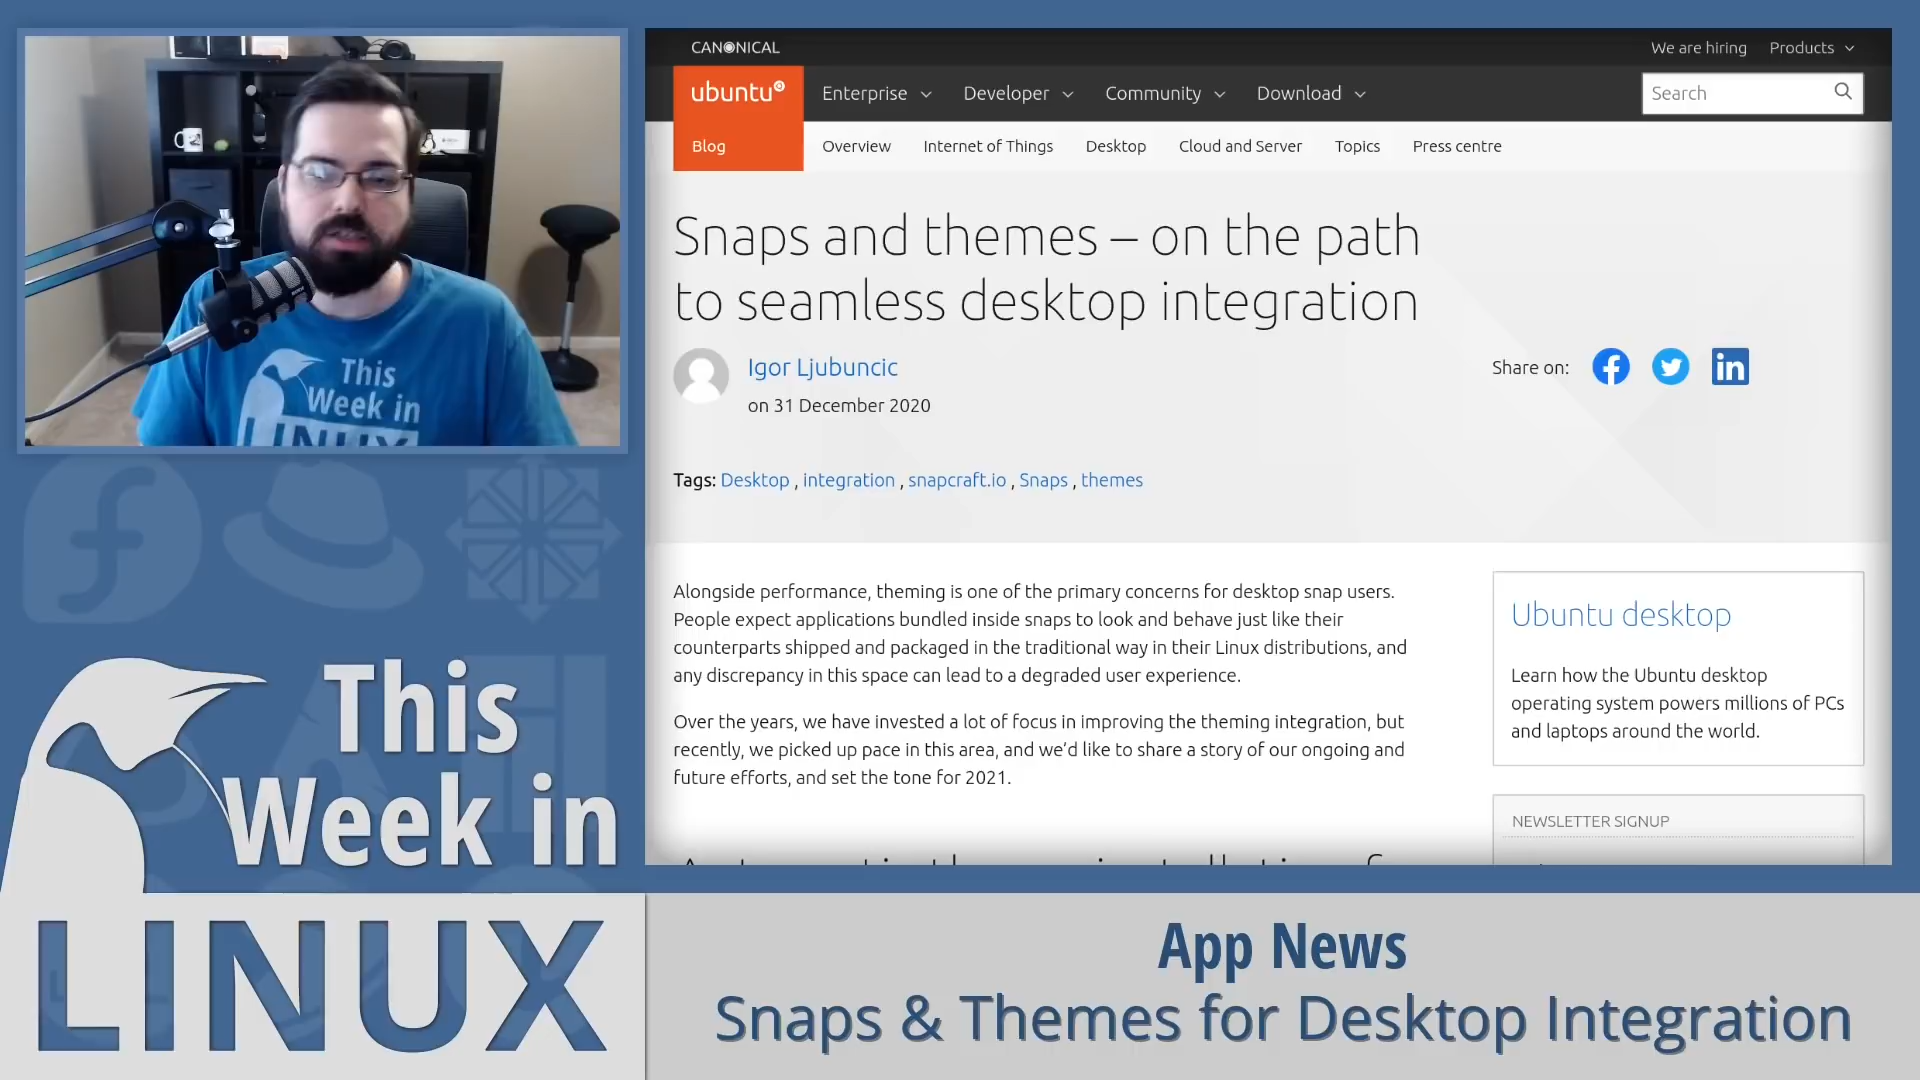 CANONICAL
We are hiring
Products
ubuntu
Enterprise
Developer
Community
Download
Search
Blog
Overview
Internet of Things
Desktop
Cloud and Server
Topics
Press centre
Snaps and themes – on the path
to seamless desktop integration
Igor Ljubuncic
on 31 December 2020
Share on:
Tags: Desktop , integration , snapcraft.io , Snaps , themes
Alongside performance, theming is one of the primary concerns for desktop snap users.
People expect applications bundled inside snaps to look and behave just like their
counterparts shipped and packaged in the traditional way in their Linux distributions, and
any discrepancy in this space can lead to a degraded user experience.
Over the years, we have invested a lot of focus in improving the theming integration, but
recently, we picked up pace in this area, and we’d like to share a story of our ongoing and
future efforts, and set the tone for 2021.
Ubuntu desktop
Learn how the Ubuntu desktop
operating system powers millions of PCs
and laptops around the world.
NEWSLETTER SIGNUP
This
Week in
LINUX
This
Week in
LINUX
App News
Snaps & Themes for Desktop Integration